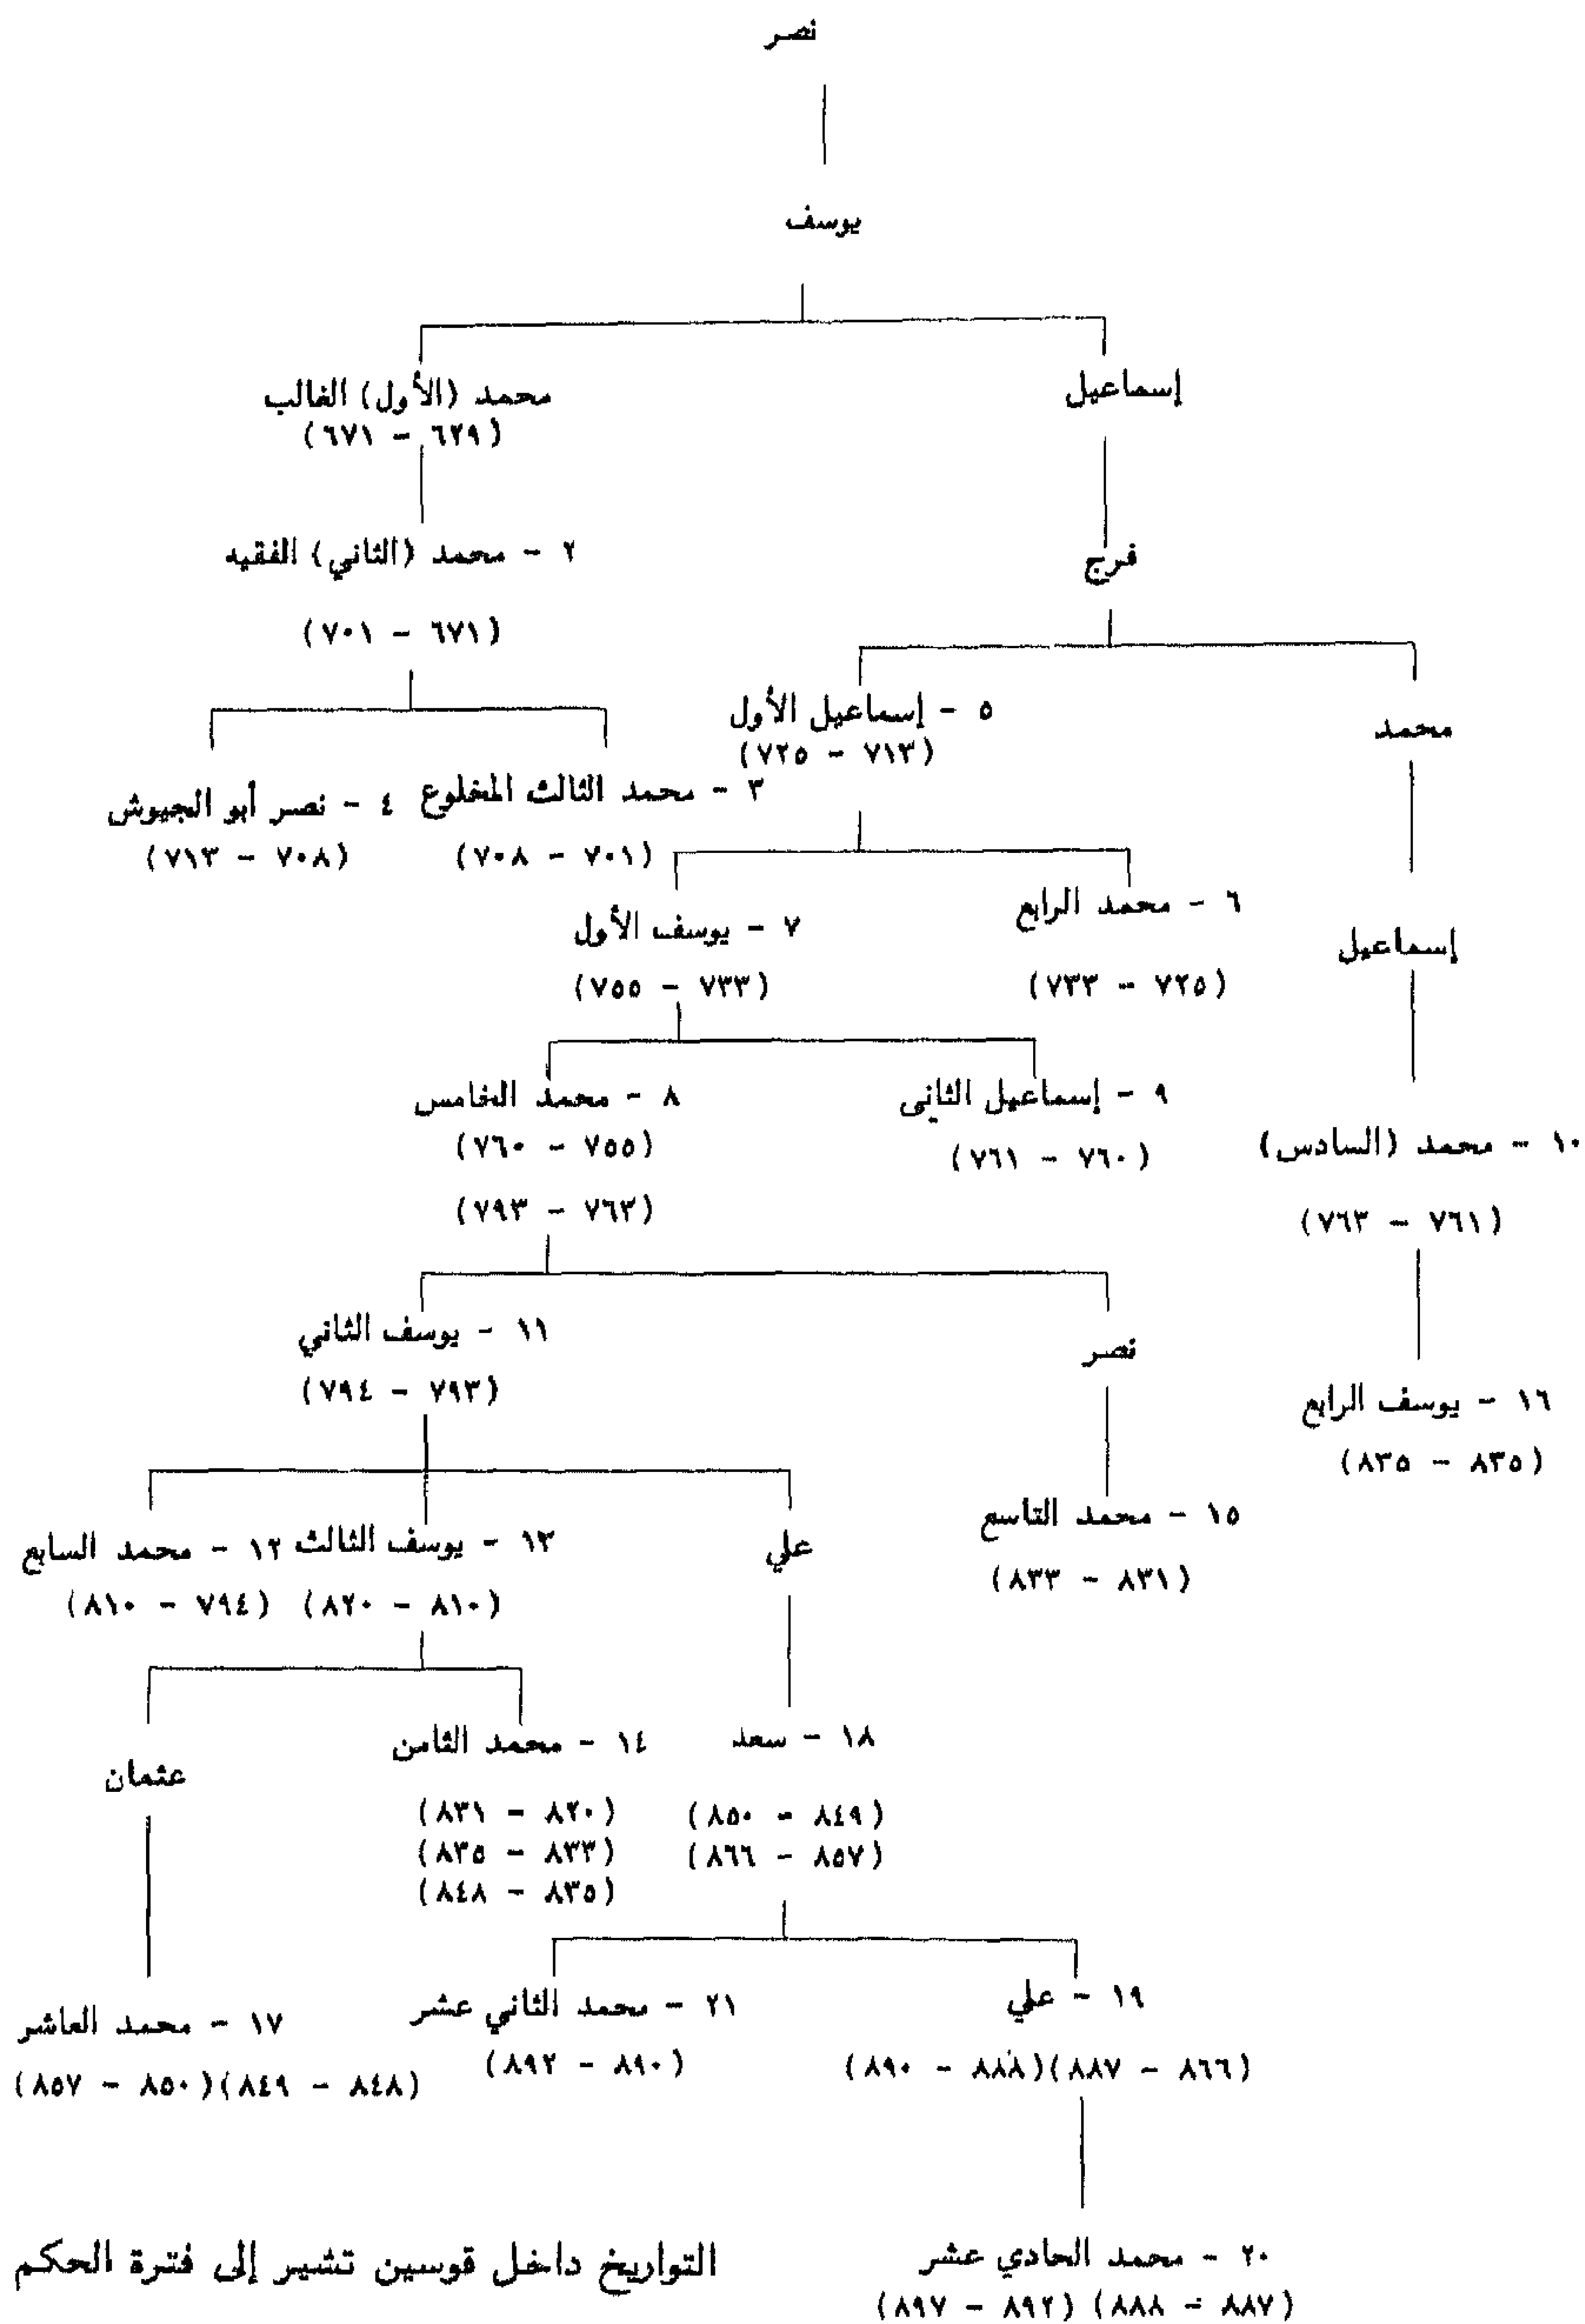 نصر
يوسف
إسماعيل
محمد (الأول) الغالب
(٦٢٩ – ٦٧١)
٢ – محمد (الثاني) الفقيه
فرج
(٦٧١ – ٧٠١)
٥ – إسماعيل الأول
(٧١٣ – ٧٢٥)
محمد
٣ – محمد الثالث المخلوع
٤ – نصر أبو الجيوش
(٧٠١ – ٧٠٨)
(٧٠٨ – ٧١٣)
٦ – محمد الرابع
٧ – يوسف الأول
إسماعيل
(٧٢٥ – ٧٣٣)
(٧٣٣ – ٧٥٥)
٩ – إسماعيل الثانى
٨ – محمد الخامس
(٧٥٥ – ٧٦٠)
١٠ – محمد (السادس)
(٧٦٠ – ٧٦١)
(٧٦٣ – ٧٩٣)
(٧٦١ – ٧٦٣)
١١ – يوسف الثاني
نصر
(٧٩٣ – ٧٩٤)
١٦ – يوسف الرابع
(٨٣٥ – ٨٣٥)
١٥ – محمد التاسع
علي
١٣ – يوسف الثالث
١٢ – محمد السابع
(٨٣١ – ٨٣٣)
(٨١٠ – ٨٢٠)
(٧٩٤ – ٨١٠)
١٨ – سعد
١٤ – محمد الثامن
عثمان
(٨٤٩ – ٨٥٠)
(٨٢٠ – ٨٣١)
(٨٥٧ – ٨٦٦)
(٨٣٣ – ٨٣٥)
(٨٣٥ – ٨٤٨)
١٩ – علي
٢١ – محمد الثاني عشر
١٧ – محمد العاشر
(٨٦٦ – ٨٨٧)(٨٨٨ – ٨٩٠)
(٨٩٠ – ٨٩٢)
(٨٤٨ – ٨٤٩)(٨٥٠ – ٨٥٧)
٢٠ – محمد الحادي عشر
(٨٨٧ – ٨٨٨) (٨٩٢ – ٨٩٧)
التواريخ داخل قوسين تشير إلى فترة الحكم